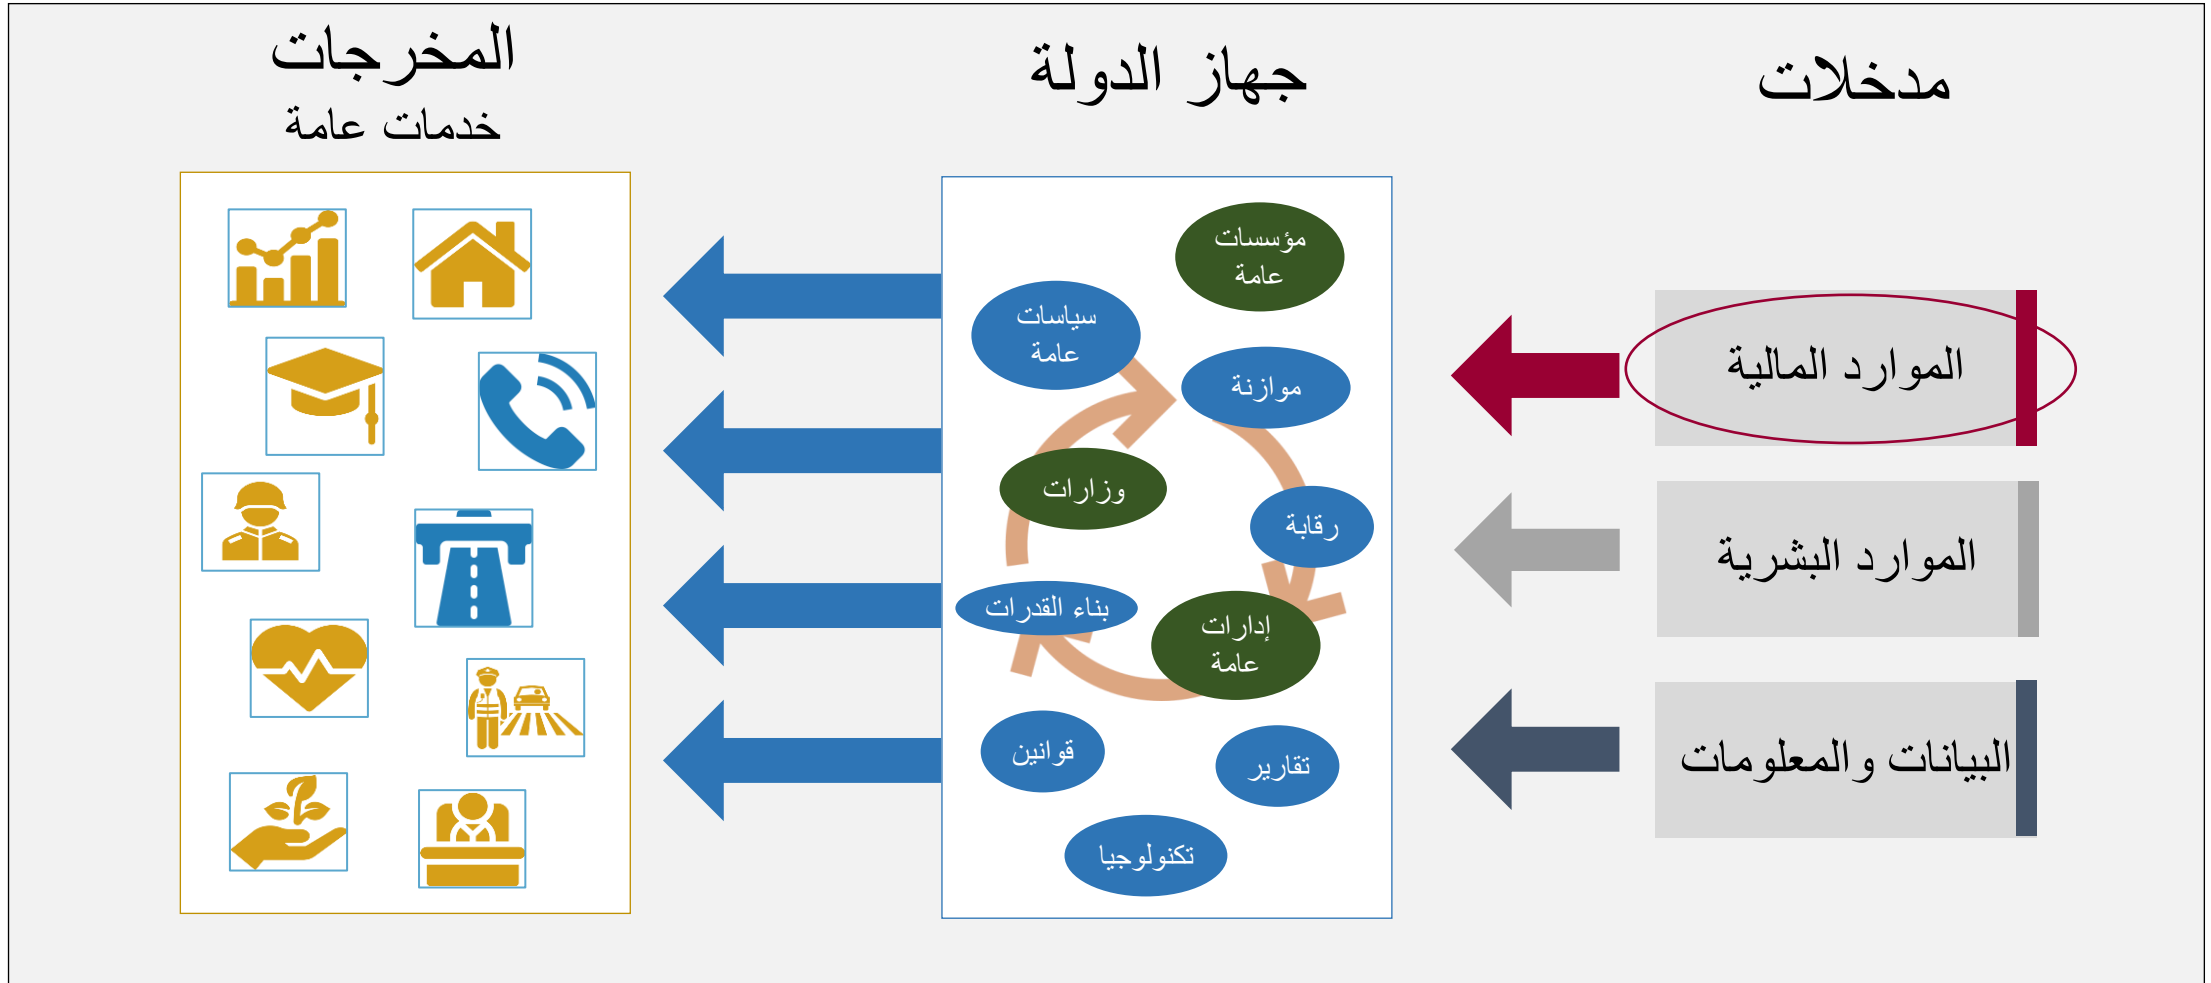 مدخلات
الموارد المالية
الموارد البشرية
البيانات والمعلومات
جهاز الدولة
مؤسسات
عامة
سياسات
عامة
موازنة
وزارات
رقابة
بناء القدرات
إدارات
عامة
قوانين
تقارير
تكنولوجيا
المخرجات
خدمات عامة